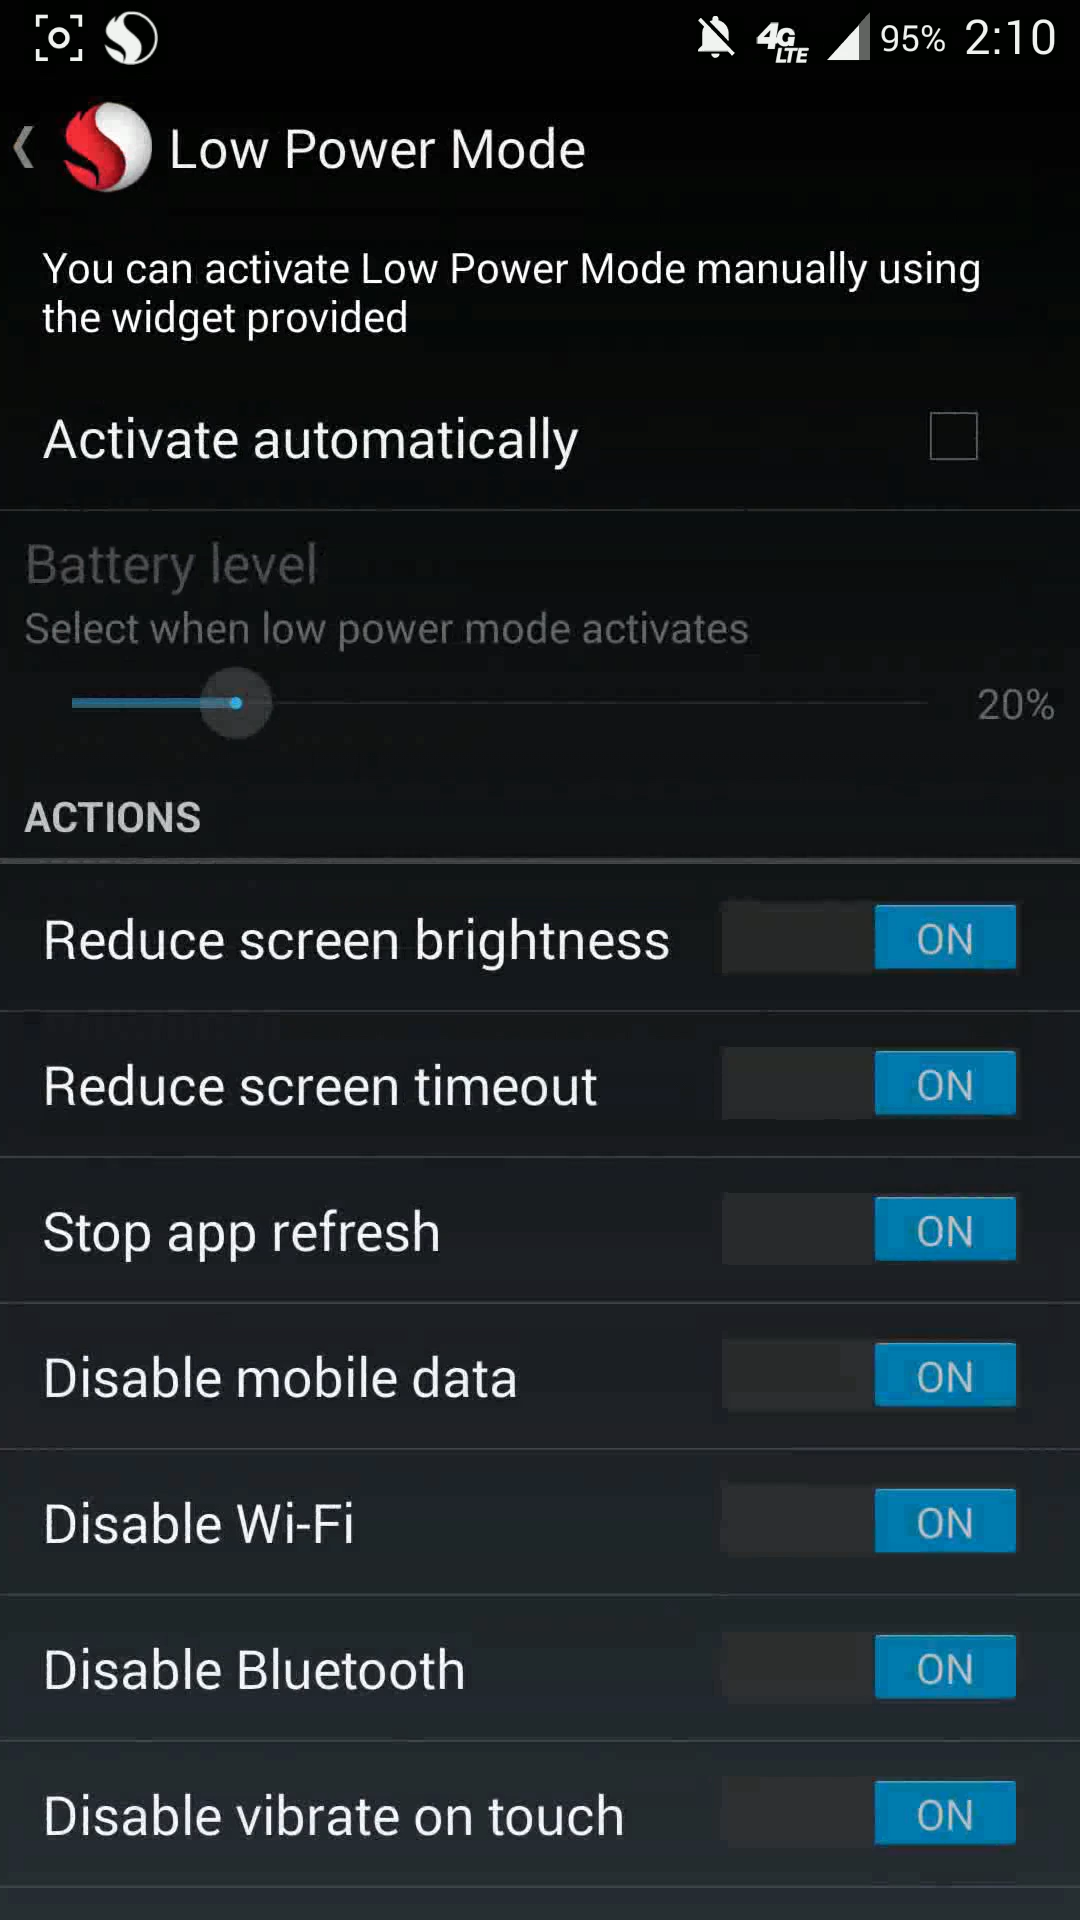 4G LTE 95% 2:10
Low Power Mode
You can activate Low Power Mode manually using
the widget provided
Activate automatically
Battery level
Select when low power mode activates
20%
ACTIONS
Reduce screen brightness ON
Reduce screen timeout ON
Stop app refresh ON
Disable mobile data ON
Disable Wi-Fi ON
Disable Bluetooth ON
Disable vibrate on touch ON